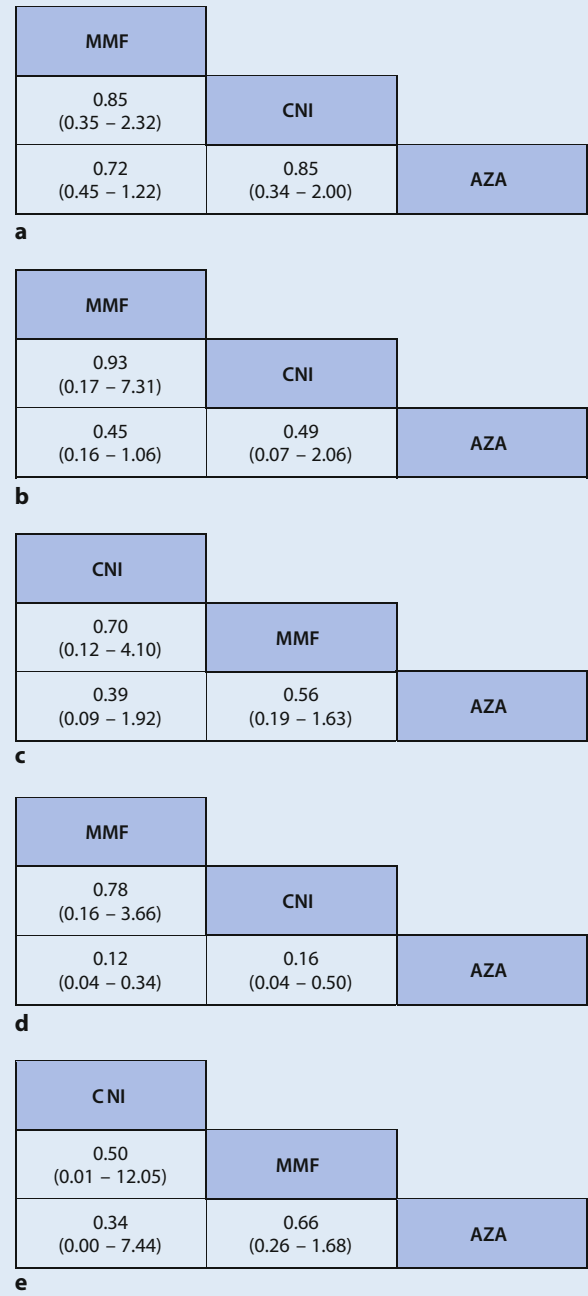 MMF
0.85
(0.35 – 2.32)
CNI
0.72
(0.45 – 1.22)
0.85
(0.34 – 2.00)
AZA
a
MMF
0.93
(0.17 – 7.31)
CNI
0.45
(0.16 – 1.06)
0.49
(0.07 – 2.06)
AZA
b
CNI
0.70
(0.12 – 4.10)
MMF
0.39
(0.09 – 1.92)
0.56
(0.19 – 1.63)
AZA
c
MMF
0.78
(0.16 – 3.66)
CNI
0.12
(0.04 – 0.34)
0.16
(0.04 – 0.50)
AZA
d
CNI
0.50
(0.01 – 12.05)
MMF
0.34
(0.00 – 7.44)
0.66
(0.26 – 1.68)
AZA
e